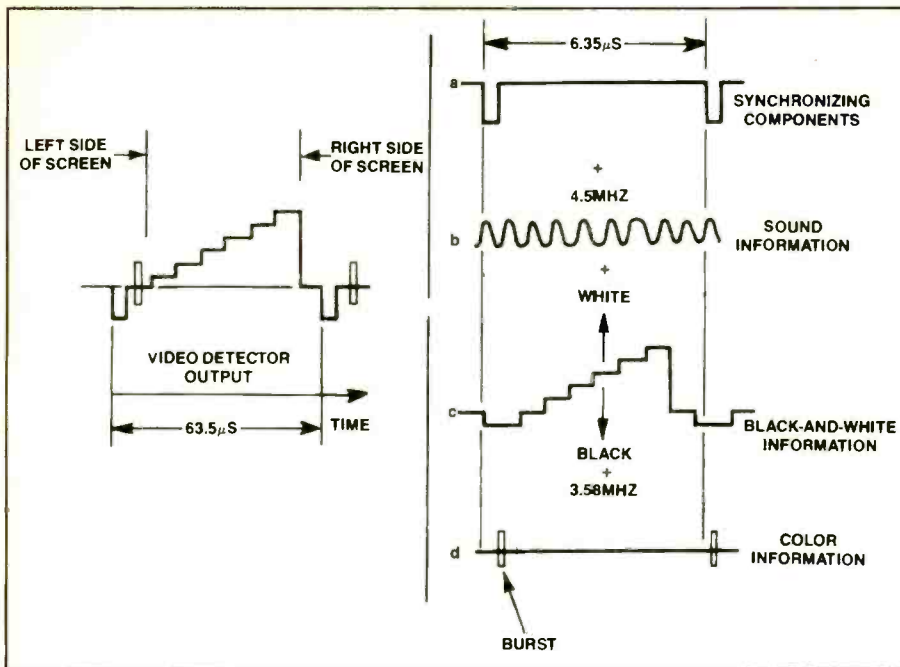 LEFT SIDE
OF SCREEN
RIGHT SIDE
OF SCREEN
VIDEO DETECTOR
OUTPUT
TIME
63.5μS
6.35μS
a
SYNCHRONIZING
COMPONENTS
+
4.5MHZ
b
SOUND
INFORMATION
+
WHITE
c
BLACK-AND-WHITE
INFORMATION
BLACK
+
3.58MHZ
d
COLOR
INFORMATION
BURST